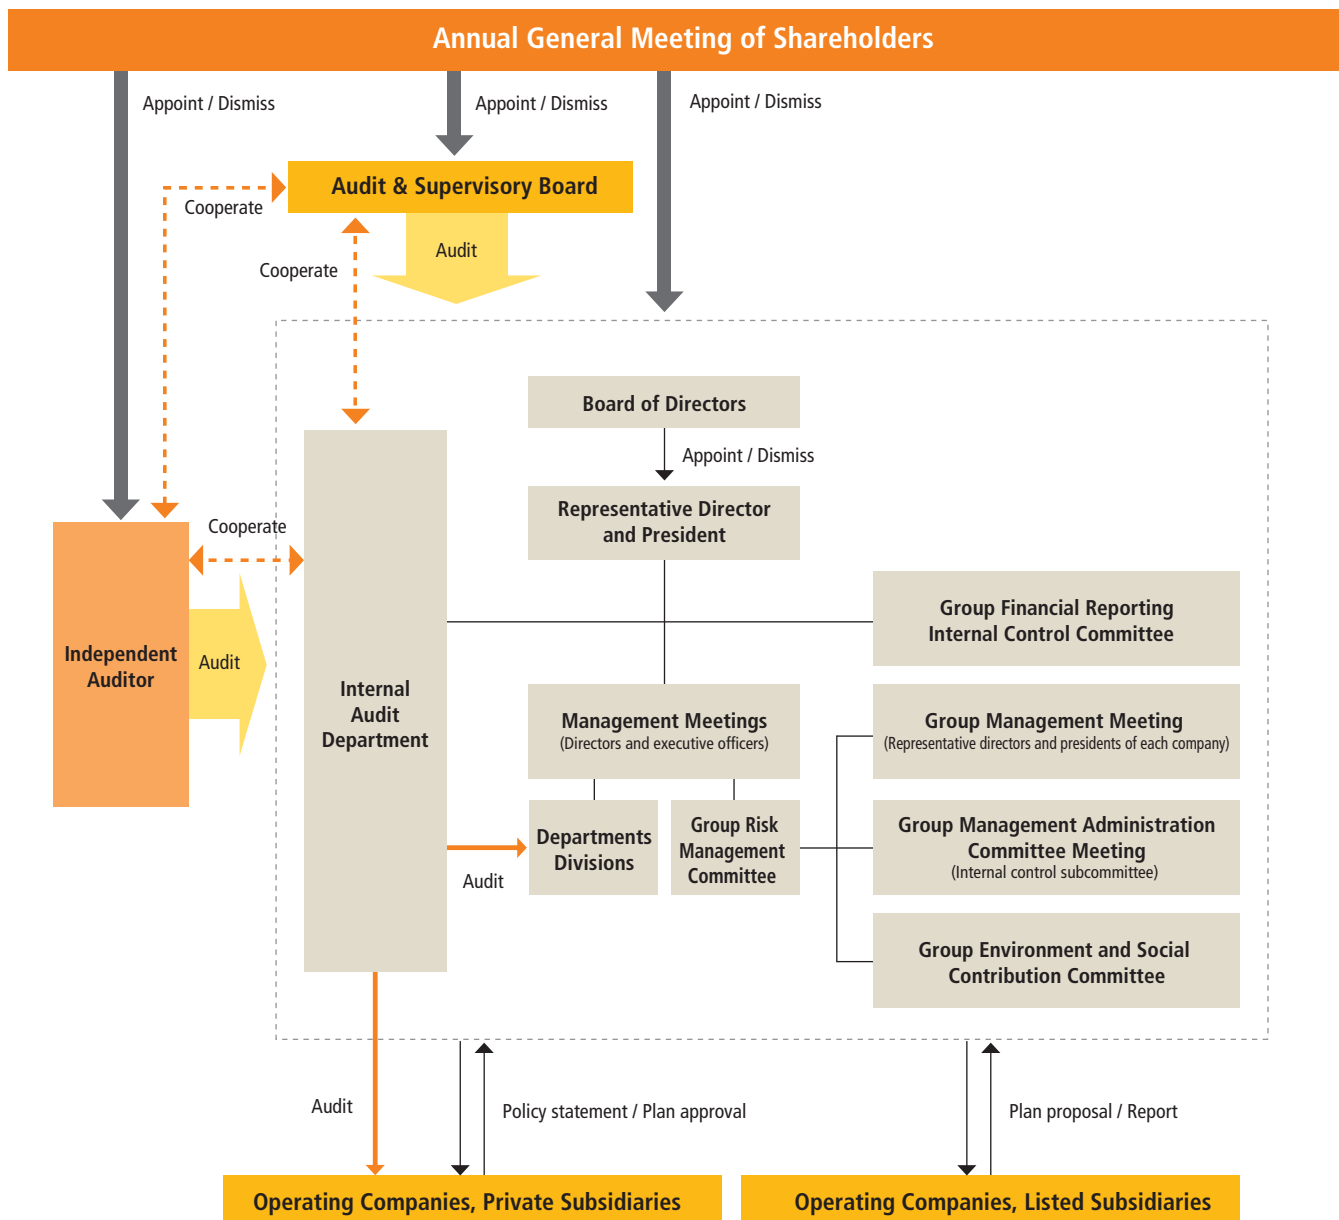 Annual General Meeting of Shareholders
Appoint / Dismiss
Appoint / Dismiss
Appoint / Dismiss
Audit & Supervisory Board
Cooperate
Audit
Cooperate
Board of Directors
Appoint / Dismiss
Representative Director
and President
Cooperate
Independent
Auditor
Audit
Internal
Audit
Department
Group Financial Reporting
Internal Control Committee
Management Meetings
(Directors and executive officers)
Group Management Meeting
(Representative directors and presidents of each company)
Departments
Divisions
Group Risk
Management
Committee
Group Management Administration
Committee Meeting
(Internal control subcommittee)
Audit
Group Environment and Social
Contribution Committee
Audit
Policy statement / Plan approval
Plan proposal / Report
Operating Companies, Private Subsidiaries
Operating Companies, Listed Subsidiaries